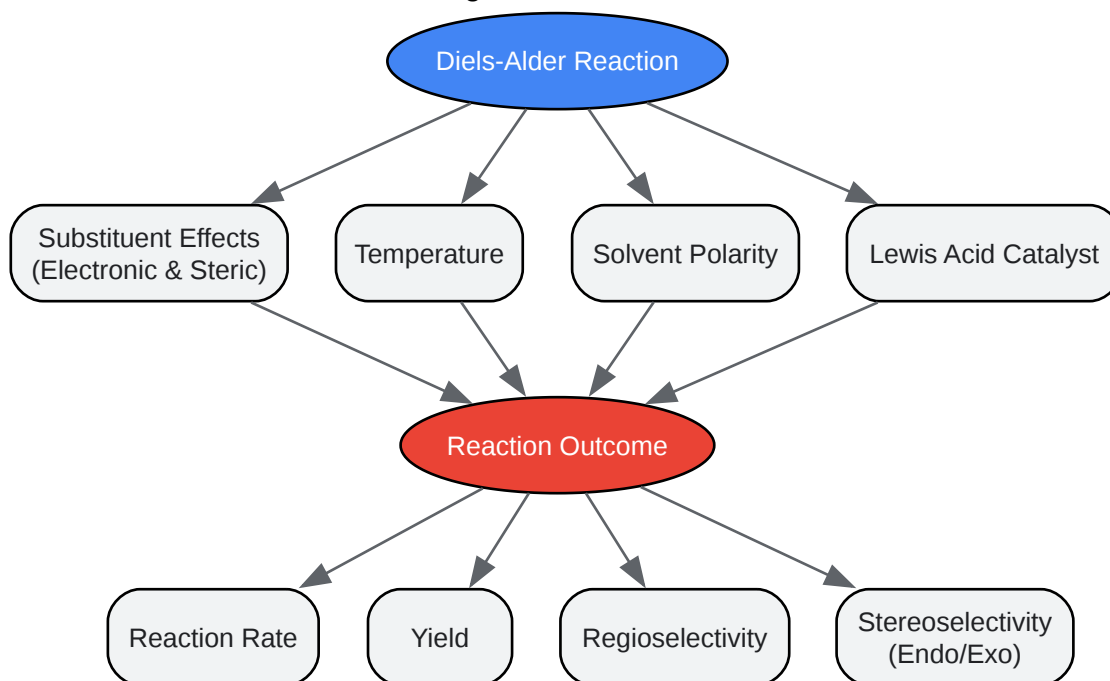 Diels-Alder Reaction
Substituent Effects
(Electronic & Steric)
Temperature
Solvent Polarity
Lewis Acid Catalyst
Reaction Outcome
Reaction Rate
Yield
Regioselectivity
Stereoselectivity
(Endo/Exo)